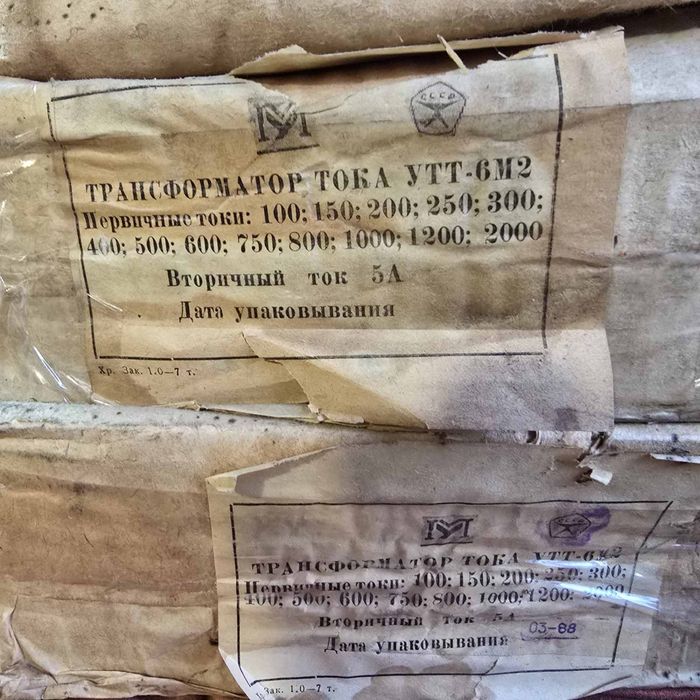 СССР
ТРАНСФОРМАТОР ТОКА УТТ-6М2
Первичные токи: 100; 150; 200; 250; 300;
400; 500; 600; 750; 800; 1000; 1200; 2000
Вторичный ток 5А
Дата упаковывания
Хр. Зак. 1.0—7 т.
ТРАНСФОРМАТОР ТОКА УТТ-6М2
Первичные токи: 100; 150; 200; 250; 300;
400; 500; 600; 750; 800; 1000; 1200; 2000
Вторичный ток 5А
Дата упаковывания 03-88
Зак. 1.0—7 т.